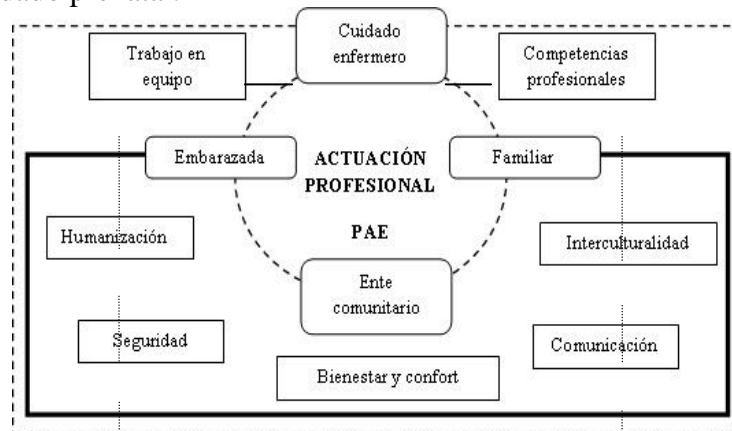 Cuidado
enfermero
Trabajo en
equipo
Competencias
profesionales
Embarazada
ACTUACIÓN
PROFESIONAL
Familiar
Humanización
PAE
Interculturalidad
Ente
comunitario
Seguridad
Comunicación
Bienestar y confort